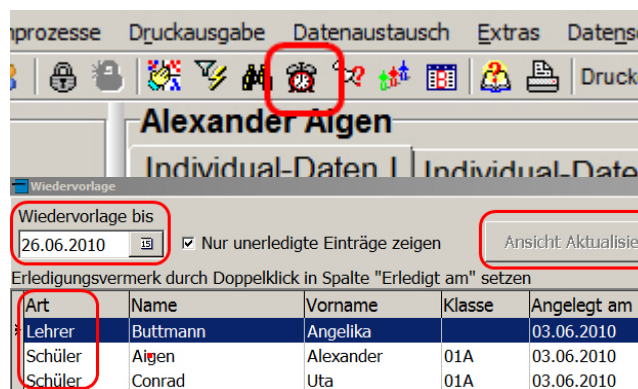 Druckausgabe Datenaustausch Extras
Druck
Alexander Aigen
Individual-Daten I Individual-Date
Wiedervorlage
Wiedervorlage bis
26.06.2010 15 Nur unerledigte Einträge zeigen Ansicht Aktualisie
Erledigungsvermerk durch Doppelklick in Spalte "Erledigt am" setzen
Art Name Vorname Klasse Angelegt am
Lehrer Buttmann Angelika 03.06.2010
Schüler Aigen Alexander 01A 03.06.2010
Schüler Conrad Uta 01A 03.06.2010